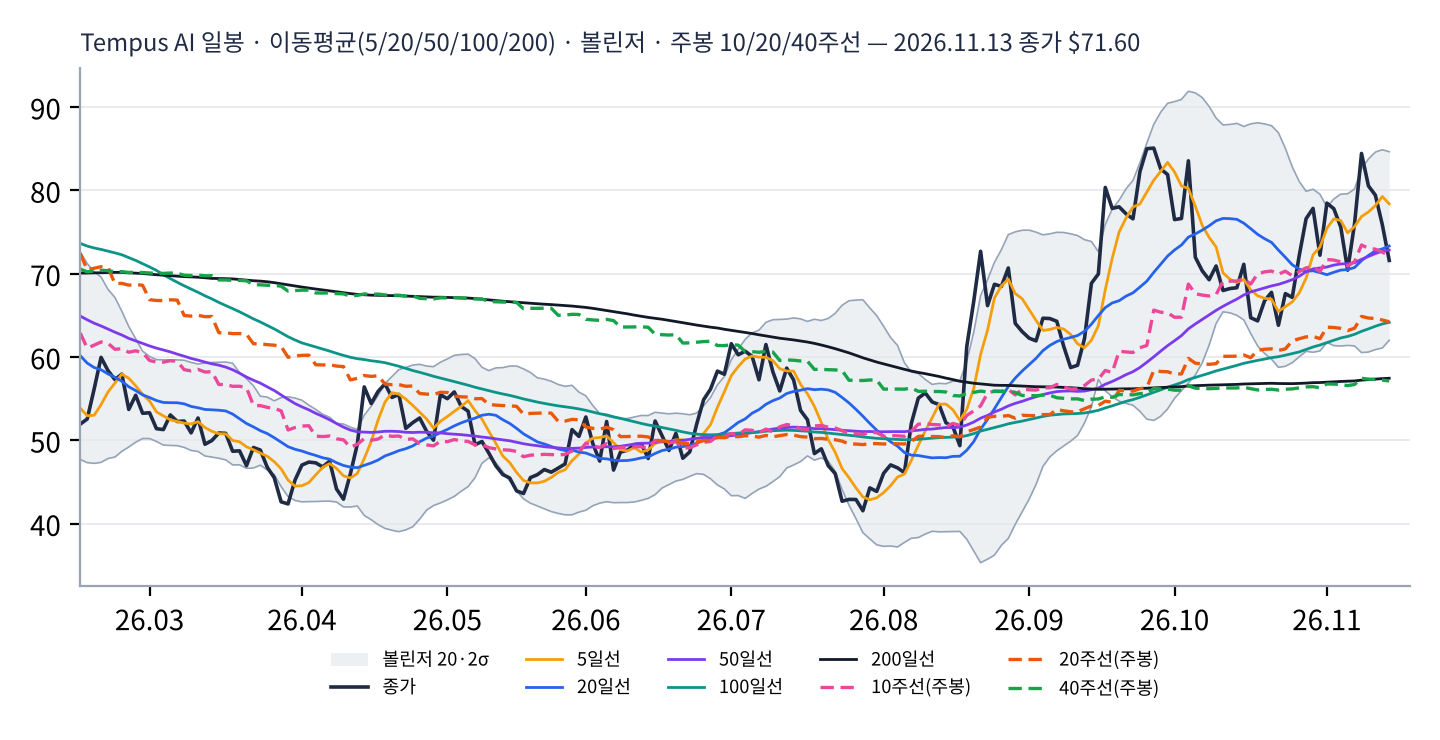 Tempus AI 일봉 · 이동평균(5/20/50/100/200) · 볼린저 · 주봉 10/20/40주선 — 2026.11.13 종가 $71.60
90
80
70
60
50
40
26.03 26.04 26.05 26.06 26.07 26.08 26.09 26.10 26.11
볼린저 20·2σ 5일선 50일선 200일선 20주선(주봉)
종가 20일선 100일선 10주선(주봉) 40주선(주봉)